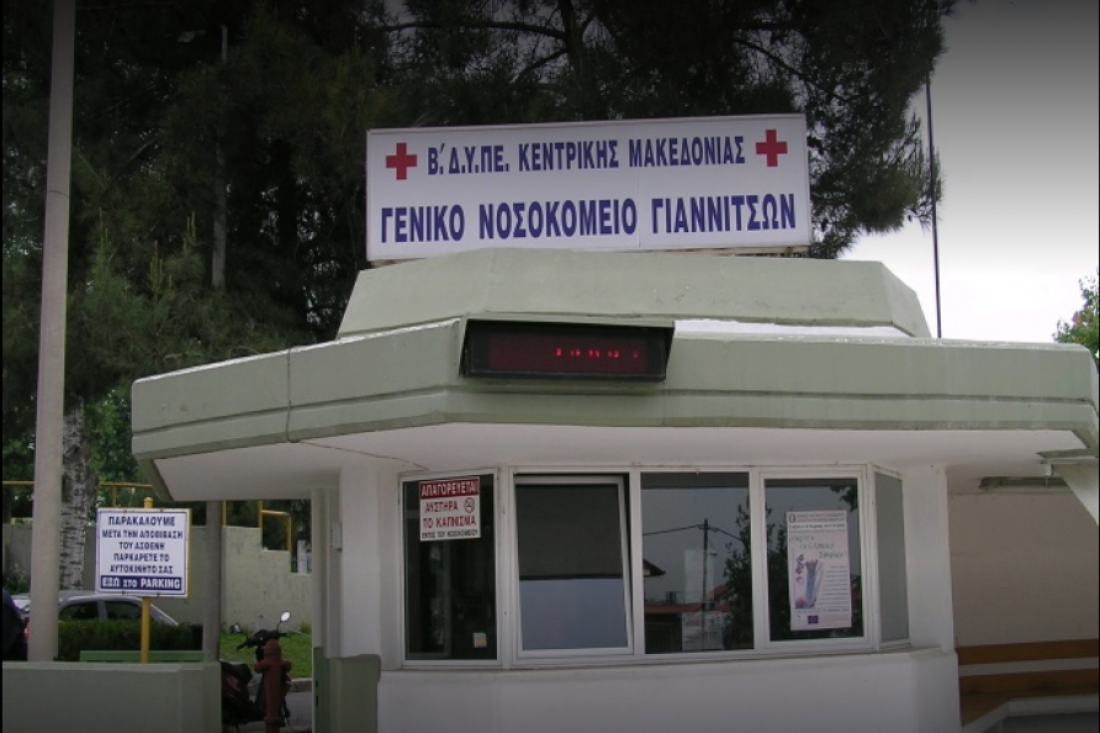 Β΄ Δ.Υ.ΠΕ. ΚΕΝΤΡΙΚΗΣ ΜΑΚΕΔΟΝΙΑΣ
ΓΕΝΙΚΟ ΝΟΣΟΚΟΜΕΙΟ ΓΙΑΝΝΙΤΣΩΝ
ΑΠΑΓΟΡΕΥΕΤΑΙ
ΑΥΣΤΗΡΑ
ΤΟ ΚΑΠΝΙΣΜΑ
ΕΝΤΟΣ ΤΟΥ ΝΟΣΟΚΟΜΕΙΟΥ
ΠΑΡΑΚΑΛΟΥΜΕ
ΜΕΤΑ ΤΗΝ ΑΠΟΒΙΒΑΣΗ
ΤΟΥ ΑΣΘΕΝΗ
ΠΑΡΚΑΡΕΤΕ ΤΟ
ΑΥΤΟΚΙΝΗΤΟ ΣΑΣ
ΕΞΩ ΣΤΟ PARKING